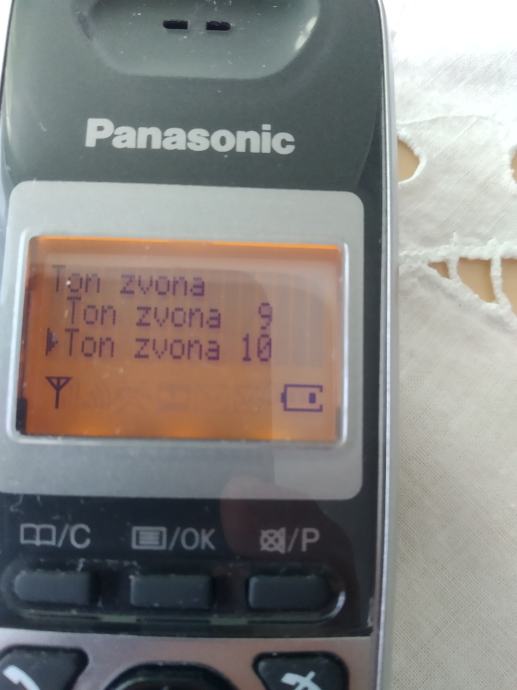 Panasonic
Ton zvona
Ton zvona 9
Ton zvona 10
/C
/OK
/P